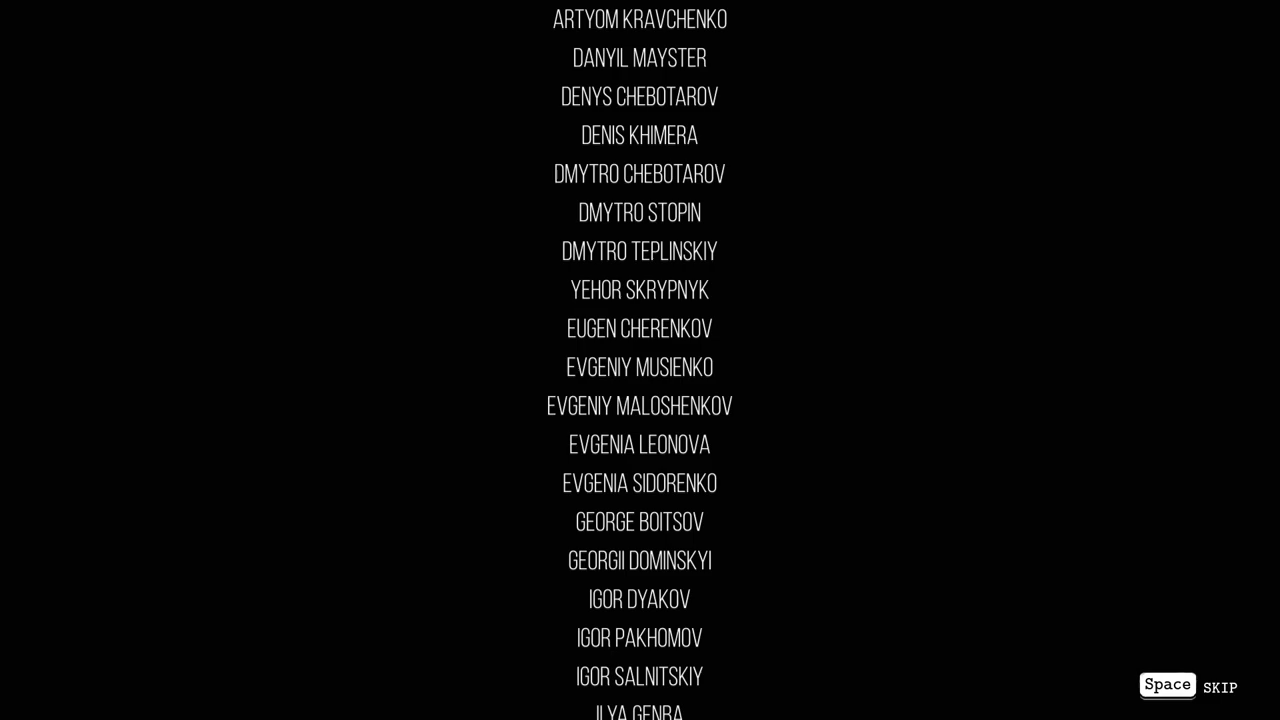 ARTYOM KRAVCHENKO
DANYIL MAYSTER
DENYS CHEBOTAROV
DENIS KHIMERA
DMYTRO CHEBOTAROV
DMYTRO STOPIN
DMYTRO TEPLINSKIY
YEHOR SKRYPNYK
EUGEN CHERENKOV
EVGENIY MUSIENKO
EVGENIY MALOSHENKOV
EVGENIA LEONOVA
EVGENIA SIDORENKO
GEORGE BOITSOV
GEORGII DOMINSKYI
IGOR DYAKOV
IGOR PAKHOMOV
IGOR SALNITSKIY
ILYA
Space SKIP